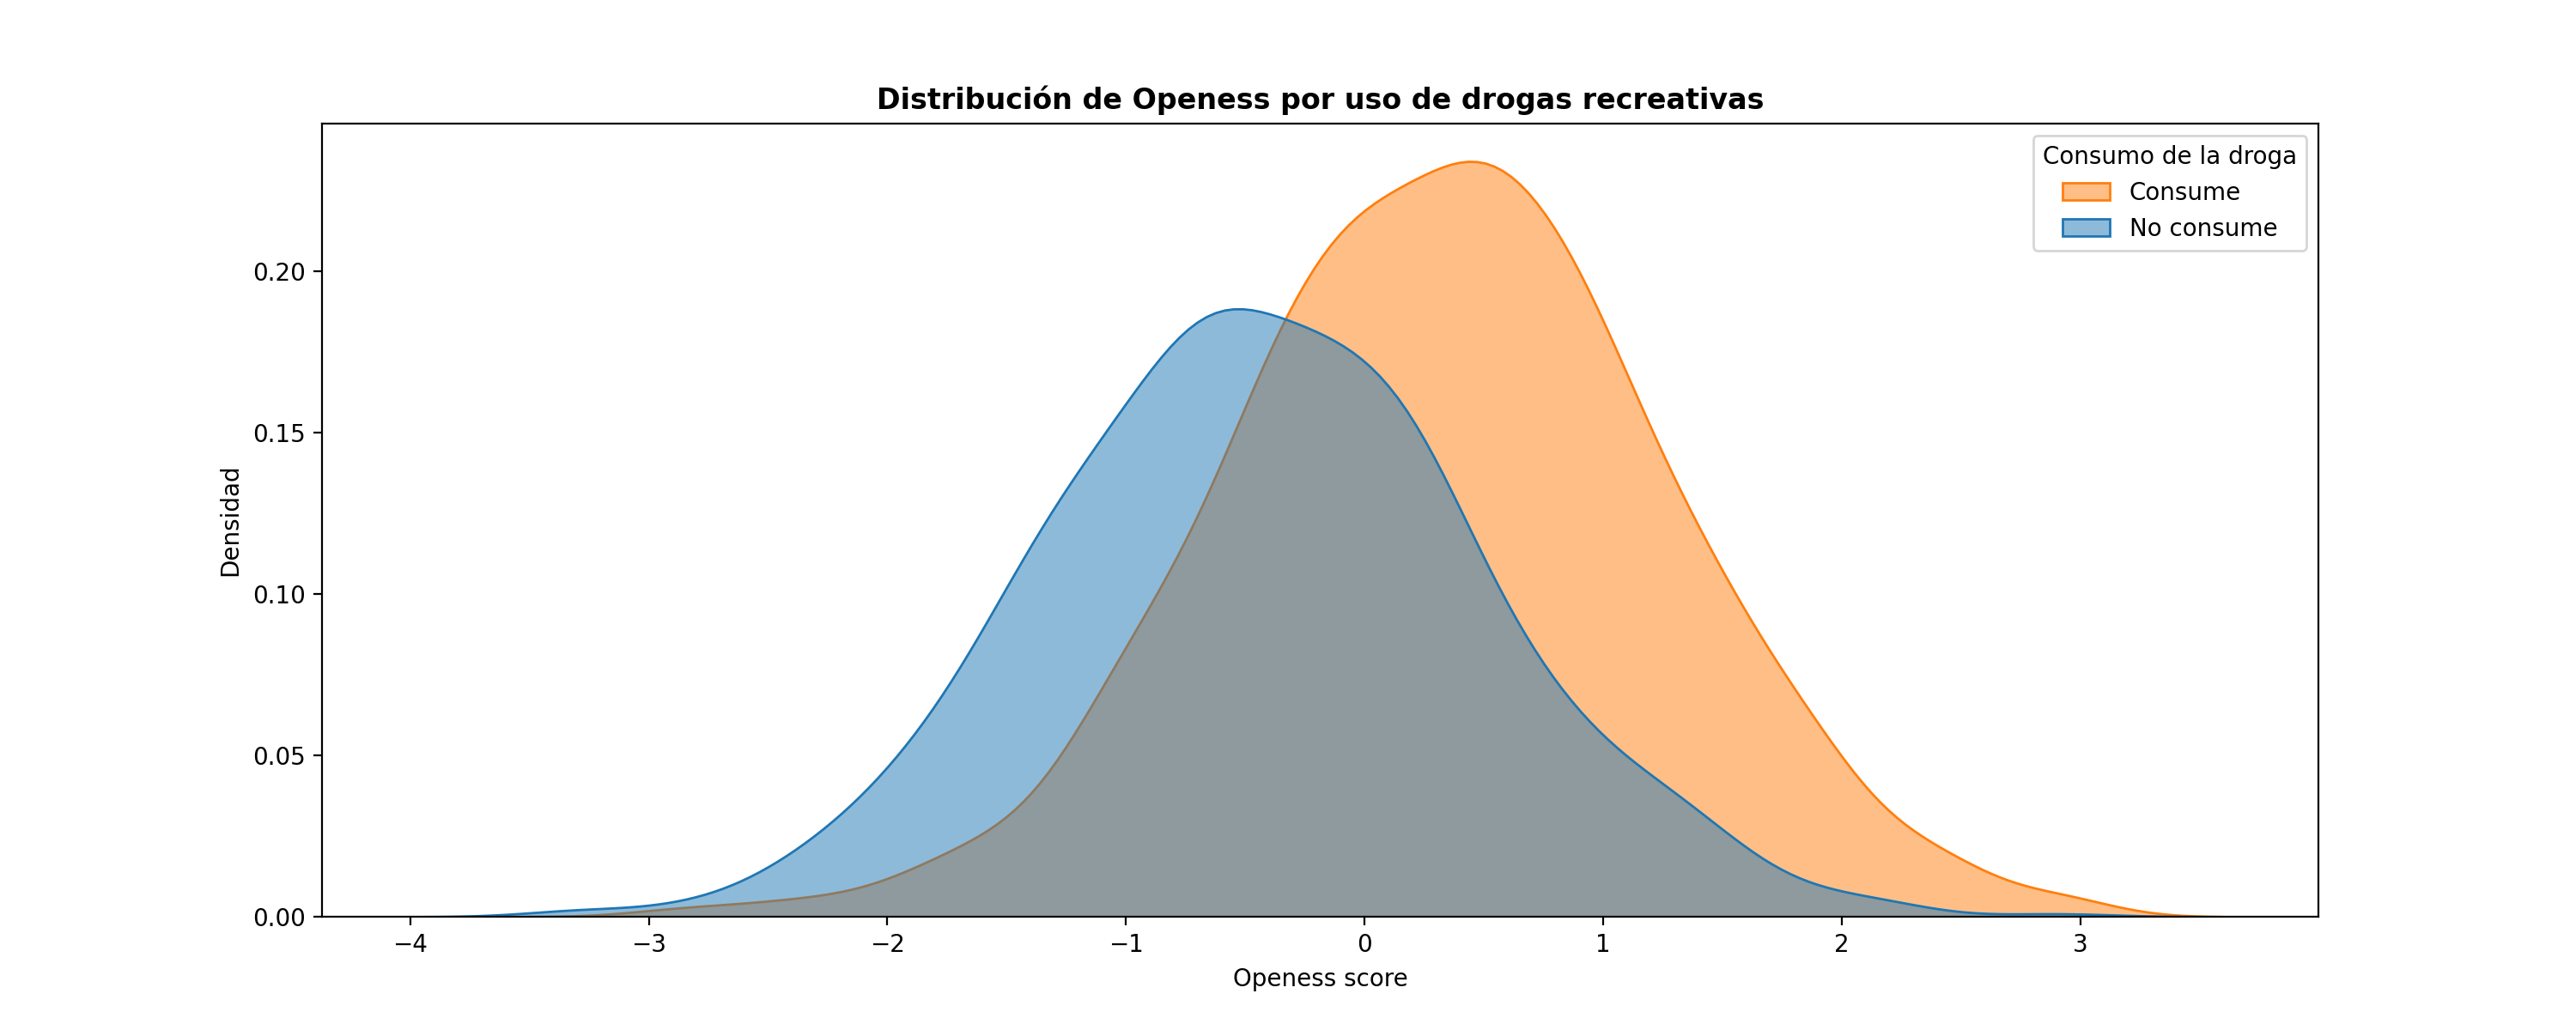 Distribución de Openess por uso de drogas recreativas
Consumo de la droga
Consume
No consume
Densidad
0.20
0.15
0.10
0.05
0.00
−4 −3 −2 −1 0 1 2 3
Openess score